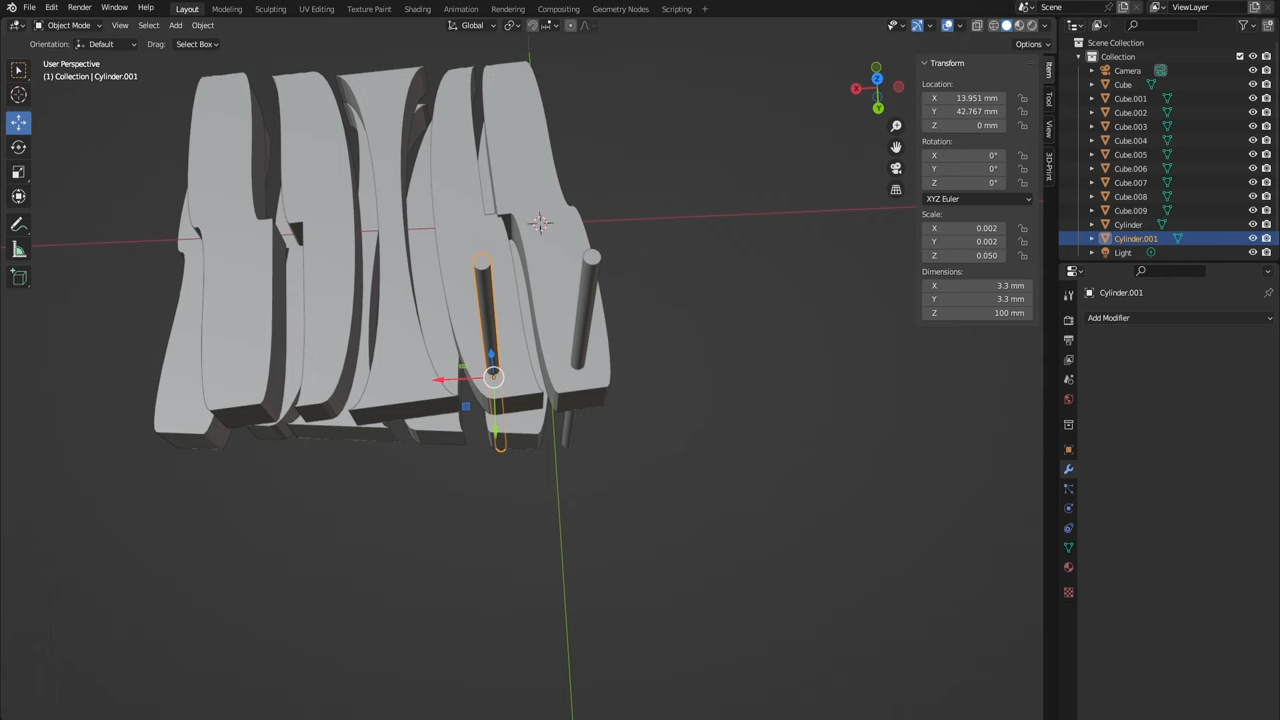 File Edit Render Window Help Layout Modeling Sculpting UV Editing Texture Paint Shading Animation Rendering Compositing Scripting + Scene ViewLayer
Object Mode View Select Add Object Global
Orientation: Default Drag: Select Box Options
User Perspective
(1) Collection | Cylinder.001
X
Z
Y
Transform
Location:
X 13.951 mm
Y 42.767 mm
Z 0 mm
Rotation:
X 0°
Y 0°
Z 0°
XYZ Euler
Scale:
X 0.002
Y 0.002
Z 0.050
Dimensions:
X 3.3 mm
Y 3.3 mm
Z 100 mm
Item
Tool
View
3D-Print
Scene Collection
Collection
Camera
Cube
Cube.001
Cube.002
Cube.003
Cube.004
Cube.005
Cube.006
Cube.007
Cube.008
Cube.009
Cylinder
Cylinder.001
Light
Cylinder.001
Add Modifier